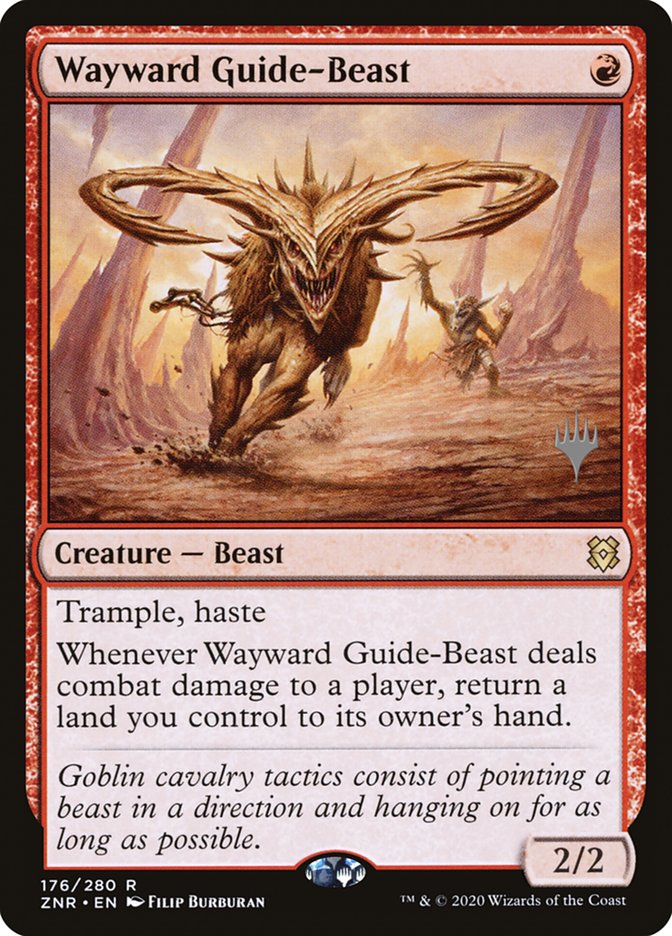 Wayward Guide-Beast
Creature — Beast
Trample, haste
Whenever Wayward Guide-Beast deals
combat damage to a player, return a
land you control to its owner's hand.
Goblin cavalry tactics consist of pointing a
beast in a direction and hanging on for as
long as possible.
2/2
176/280 R
ZNR • EN Filip Burburan
™ & © 2020 Wizards of the Coast